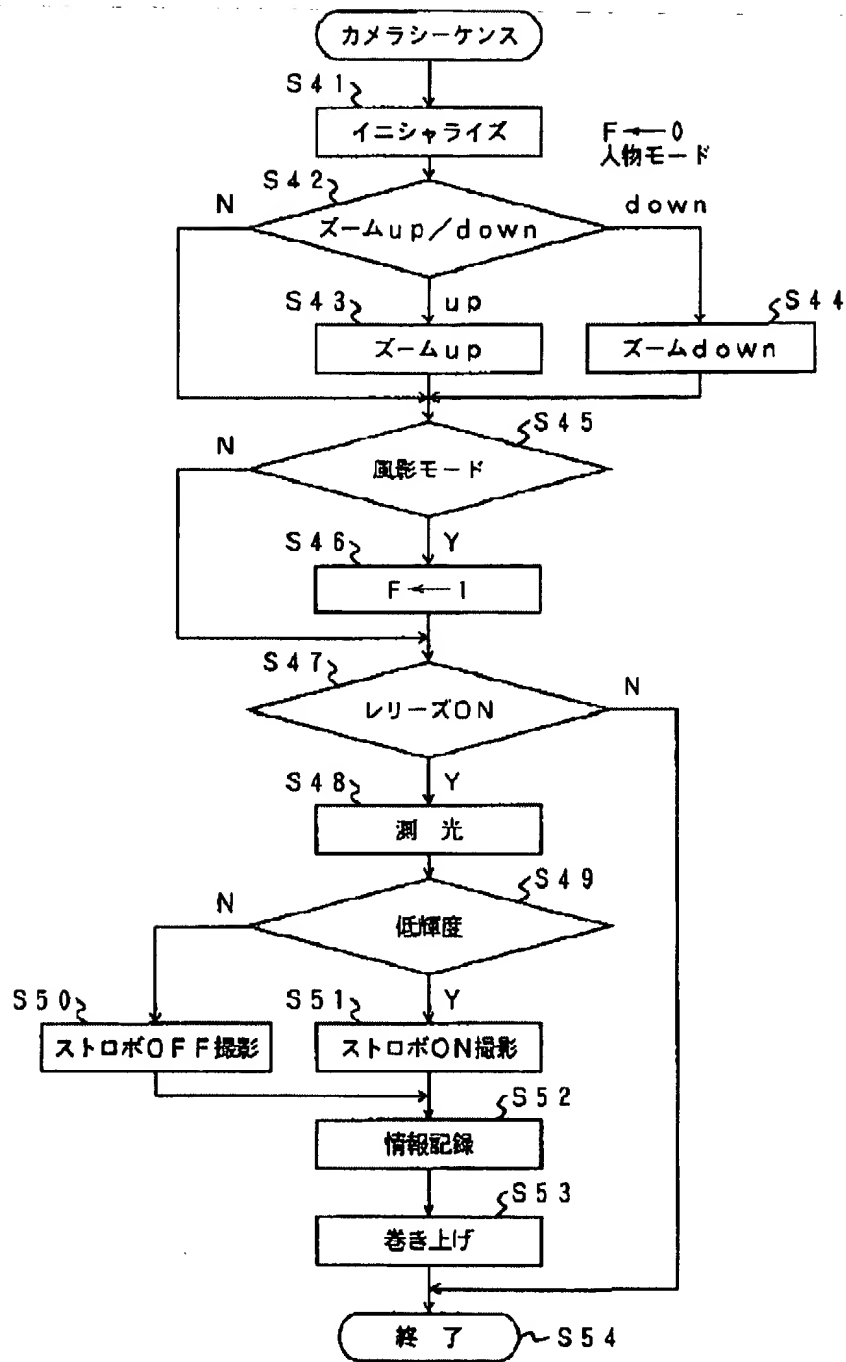 カメラシーケンス
S41
イニシャライズ
F←0
人物モード
S42
N
ズームup/down
down
S43
up
S44
ズームup
ズームdown
S45
N
風影モード
S46
Y
F←1
S47
N
レリーズON
S48
Y
測 光
S49
N
低輝度
S50
S51
Y
ストロボOFF撮影
ストロボON撮影
S52
情報記録
S53
巻き上げ
終 了
S54